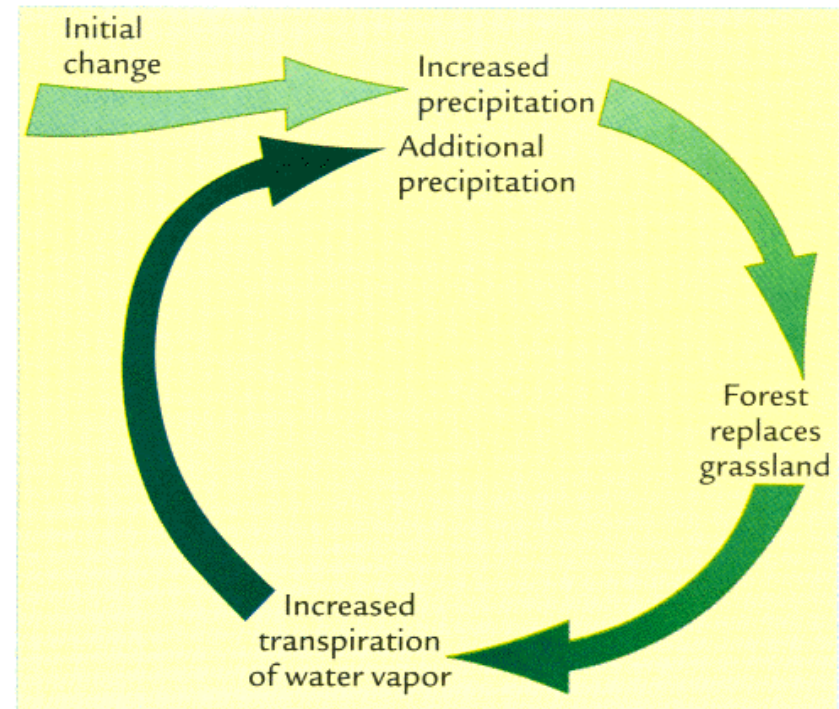 Initial
change
Increased
precipitation
Additional
precipitation
Forest
replaces
grassland
Increased
transpiration
of water vapor